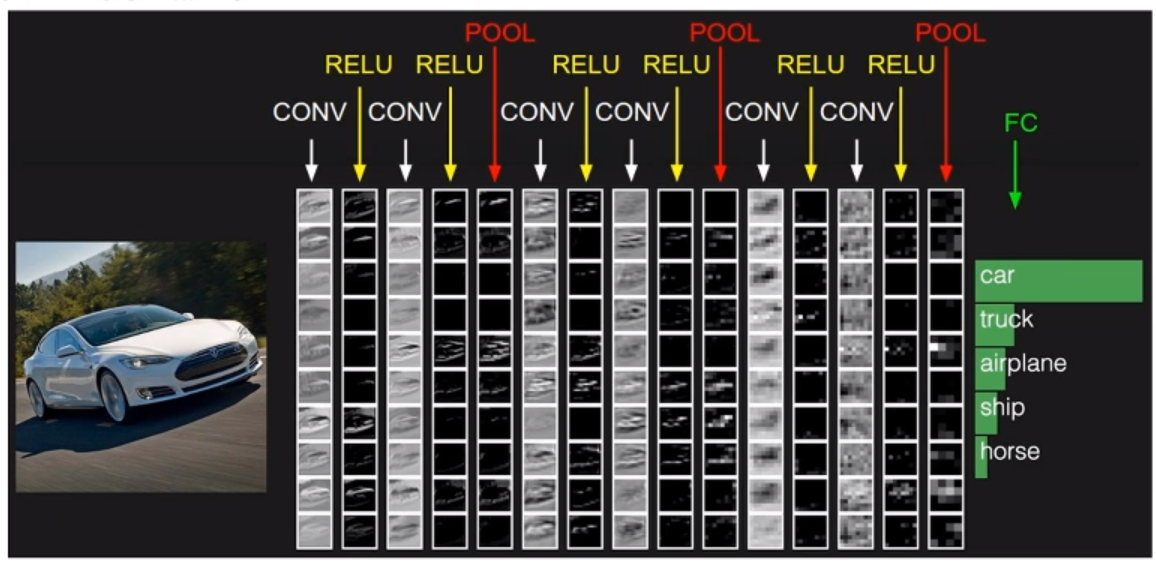 POOL POOL POOL
RELU RELU RELU RELU RELU RELU
CONV CONV CONV CONV CONV CONV
FC
car
truck
airplane
ship
horse